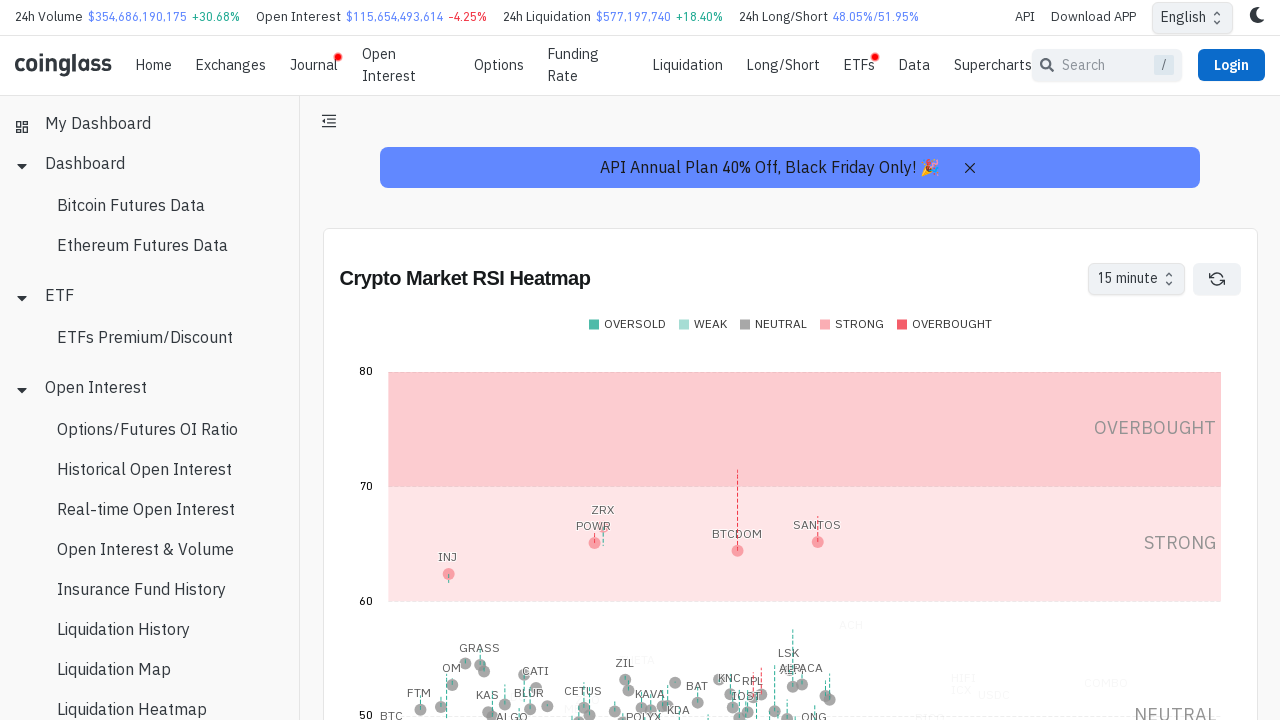 24h Volume $354,686,190,175 +30.68% Open Interest $115,654,493,614 -4.25% 24h Liquidation $577,197,740 +18.40% 24h Long/Short 48.05%/51.95% API Download APP English
coinglass Home Exchanges Journal Open Interest Options Funding Rate Liquidation Long/Short ETFs Data Supercharts Search / Login
My Dashboard
Dashboard
Bitcoin Futures Data
Ethereum Futures Data
ETF
ETFs Premium/Discount
Open Interest
Options/Futures OI Ratio
Historical Open Interest
Real-time Open Interest
Open Interest & Volume
Insurance Fund History
Liquidation History
Liquidation Map
Liquidation Heatmap
API Annual Plan 40% Off, Black Friday Only! 🎉
Crypto Market RSI Heatmap
15 minute
OVERSOLD WEAK NEUTRAL STRONG OVERBOUGHT
80
OVERBOUGHT
70
ZRX
POWR
SANTOS
BTCDOM
STRONG
INJ
60
ACH
GRASS
LSK
ZIL
OM
CATI
ALPACA
KNC
RPL
HIFI
ICX
COMBO
BAT
FTM
KAS
BLUR
CETUS
KAVA
IOST
USDC
KDA
50
BTC
ALGO
POLYX
ONG
NEUTRAL